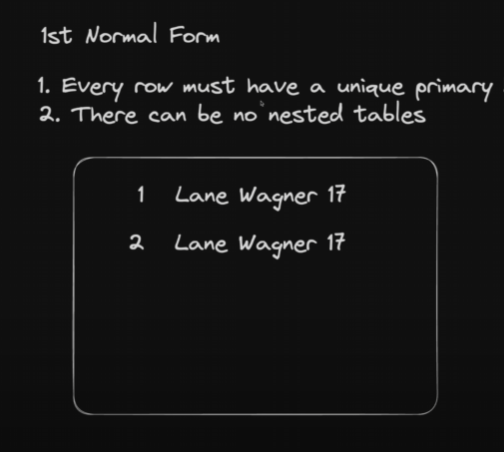 1st Normal Form
1. Every row must have a unique primary
2. There can be no nested tables
1 Lane Wagner 17
2 Lane Wagner 17